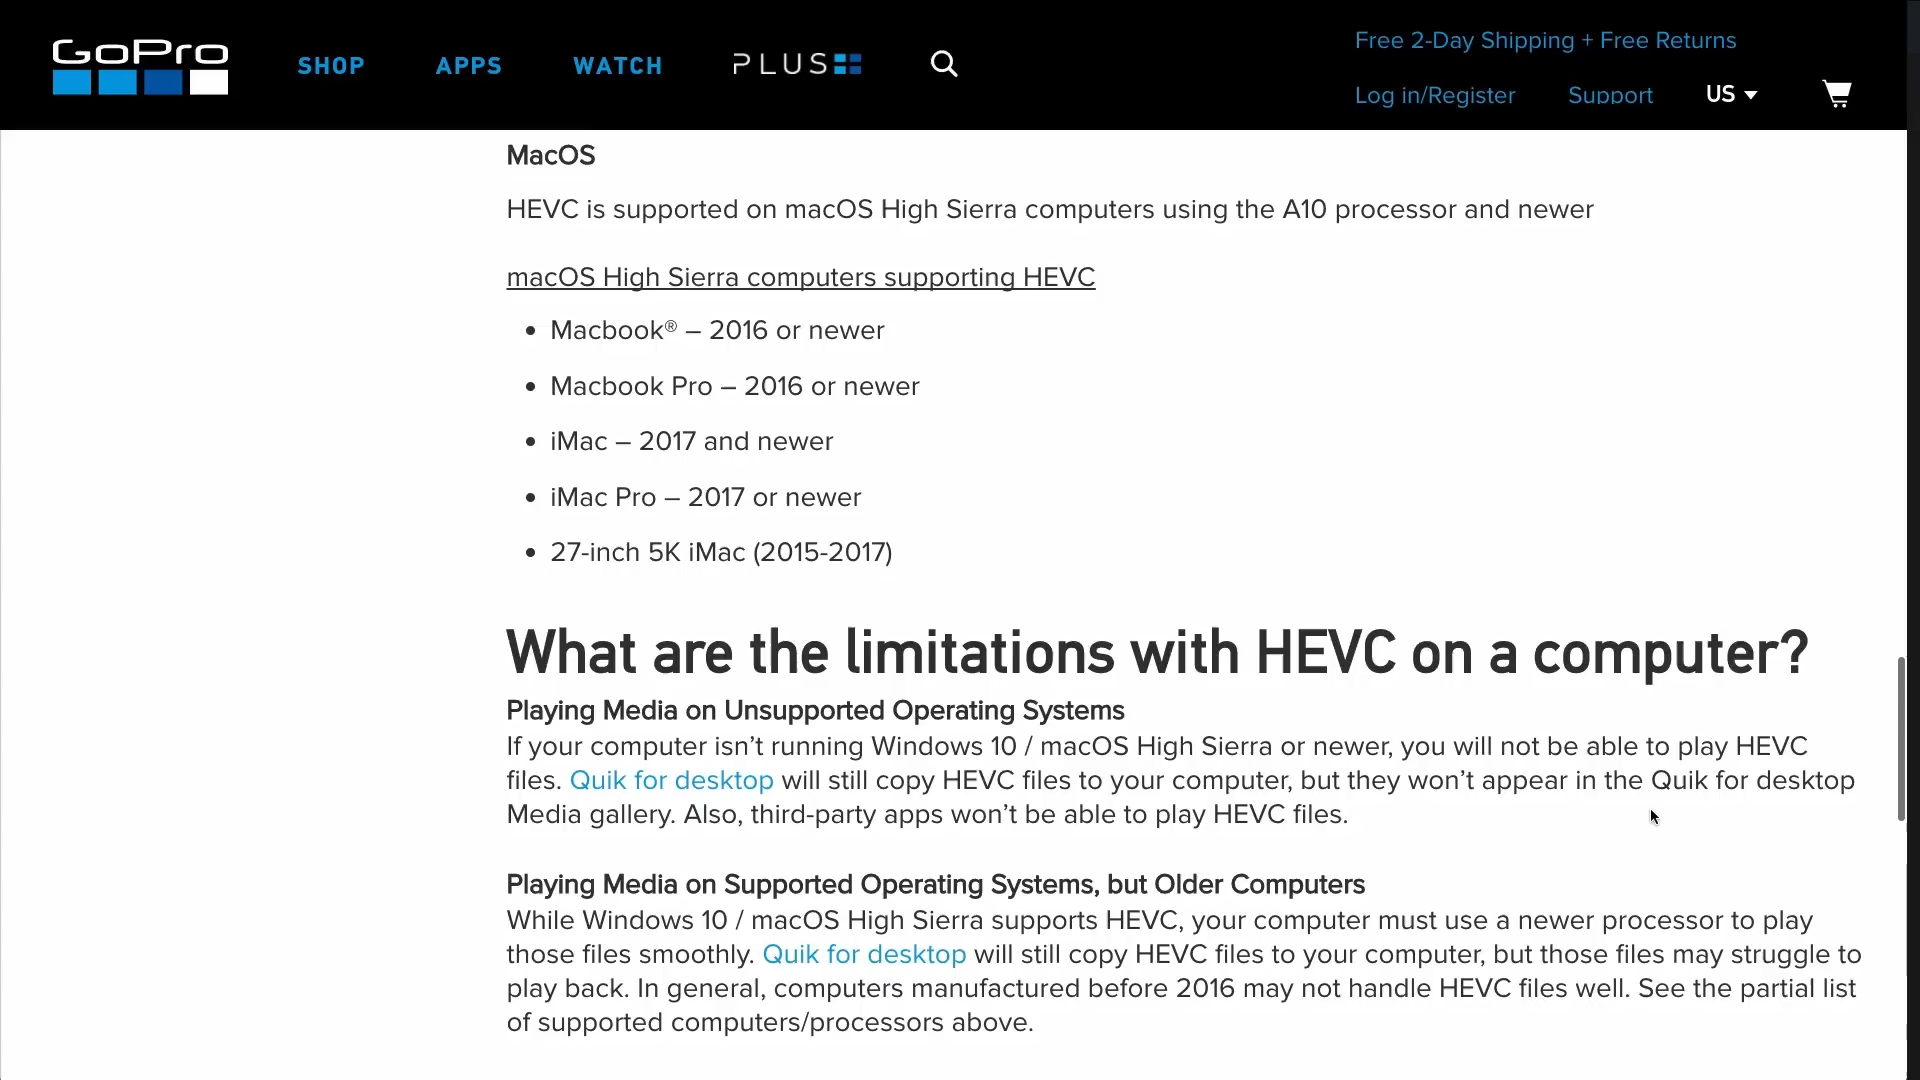 GoPro
SHOP
APPS
WATCH
PLUS
Free 2-Day Shipping + Free Returns
Log in/Register
Support
US
MacOS
HEVC is supported on macOS High Sierra computers using the A10 processor and newer
macOS High Sierra computers supporting HEVC
• Macbook® – 2016 or newer
• Macbook Pro – 2016 or newer
• iMac – 2017 and newer
• iMac Pro – 2017 or newer
• 27-inch 5K iMac (2015-2017)
What are the limitations with HEVC on a computer?
Playing Media on Unsupported Operating Systems
If your computer isn’t running Windows 10 / macOS High Sierra or newer, you will not be able to play HEVC
files. Quik for desktop will still copy HEVC files to your computer, but they won’t appear in the Quik for desktop
Media gallery. Also, third-party apps won’t be able to play HEVC files.
Playing Media on Supported Operating Systems, but Older Computers
While Windows 10 / macOS High Sierra supports HEVC, your computer must use a newer processor to play
those files smoothly. Quik for desktop will still copy HEVC files to your computer, but those files may struggle to
play back. In general, computers manufactured before 2016 may not handle HEVC files well. See the partial list
of supported computers/processors above.